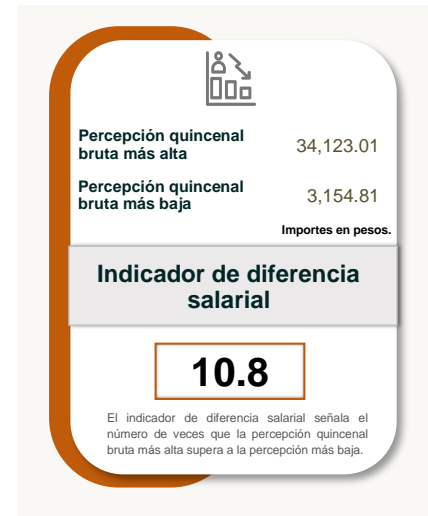 Percepción quincenal
bruta más alta
34,123.01
Percepción quincenal
bruta más baja
3,154.81
Importes en pesos.
Indicador de diferencia
salarial
10.8
El indicador de diferencia salarial señala el
número de veces que la percepción quincenal
bruta más alta supera a la percepción más baja.